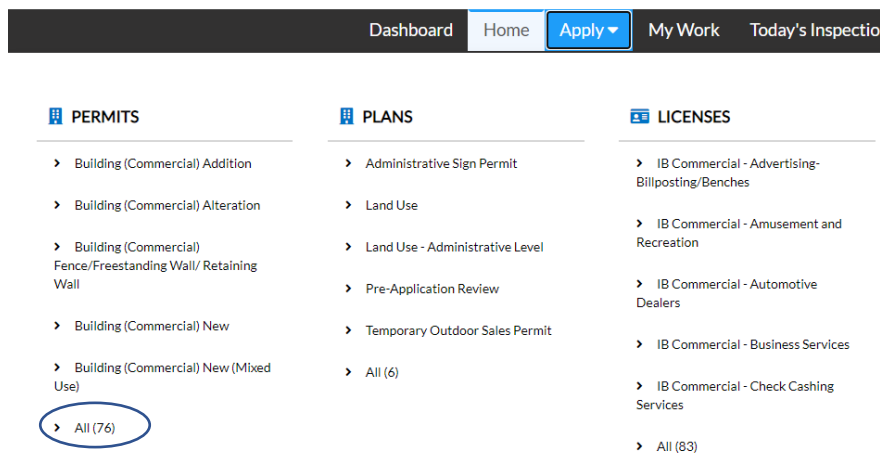 Dashboard Home Apply My Work Today's Inspectio
PERMITS
Building (Commercial) Addition
Building (Commercial) Alteration
Building (Commercial)
Fence/Freestanding Wall/ Retaining
Wall
Building (Commercial) New
Building (Commercial) New (Mixed
Use)
All (76)
PLANS
Administrative Sign Permit
Land Use
Land Use - Administrative Level
Pre-Application Review
Temporary Outdoor Sales Permit
All (6)
LICENSES
IB Commercial - Advertising-
Billposting/Benches
IB Commercial - Amusement and
Recreation
IB Commercial - Automotive
Dealers
IB Commercial - Business Services
IB Commercial - Check Cashing
Services
All (83)